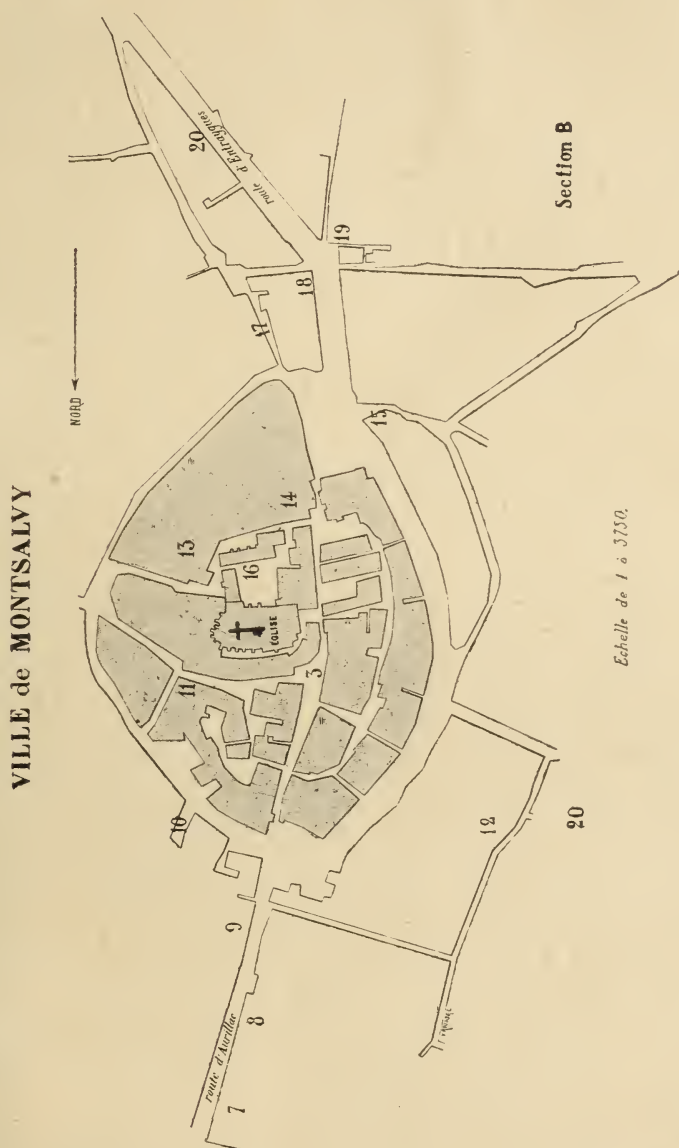 VILLE de MONTSALVY
NORD
20
route d'Entraygues
19
Section B
18
17
15
14
13
16
EGLISE
3
11
10
12
20
9
8
route d'Aurillac
7
Echelle de 1 à 3750.